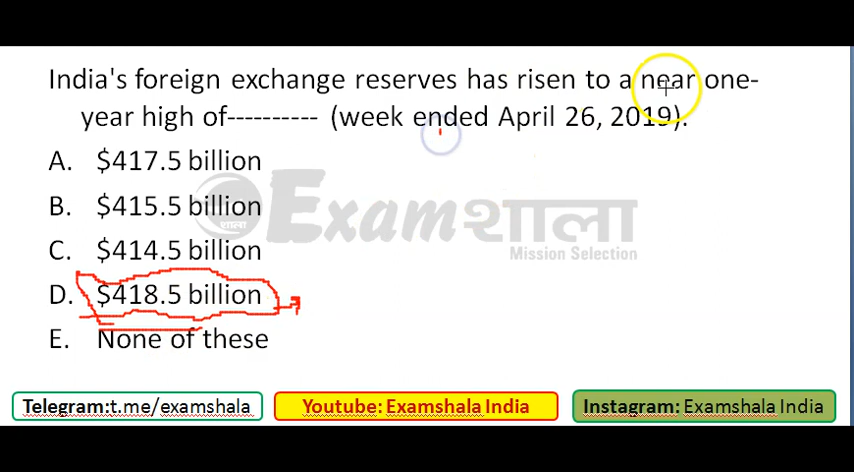 India's foreign exchange reserves has risen to a near one-
year high of---------- (week ended April 26, 2019).
A. $417.5 billion
B. $415.5 billion
शाला Examशाला
C. $414.5 billion
Mission Selection
D. $418.5 billion
E. None of these
Telegram:t.me/examshala Youtube: Examshala India Instagram: Examshala India